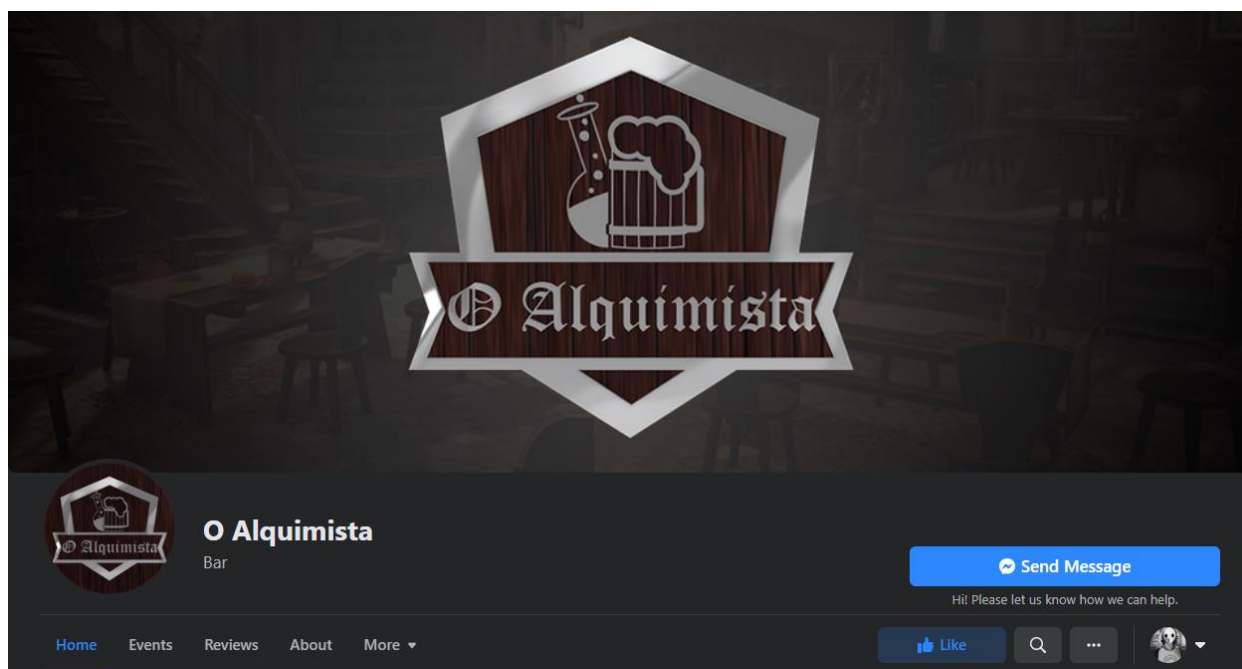 O Alquimista
O Alquimista
O Alquimista
Bar
Send Message
Hi! Please let us know how we can help.
Home Events Reviews About More
Like